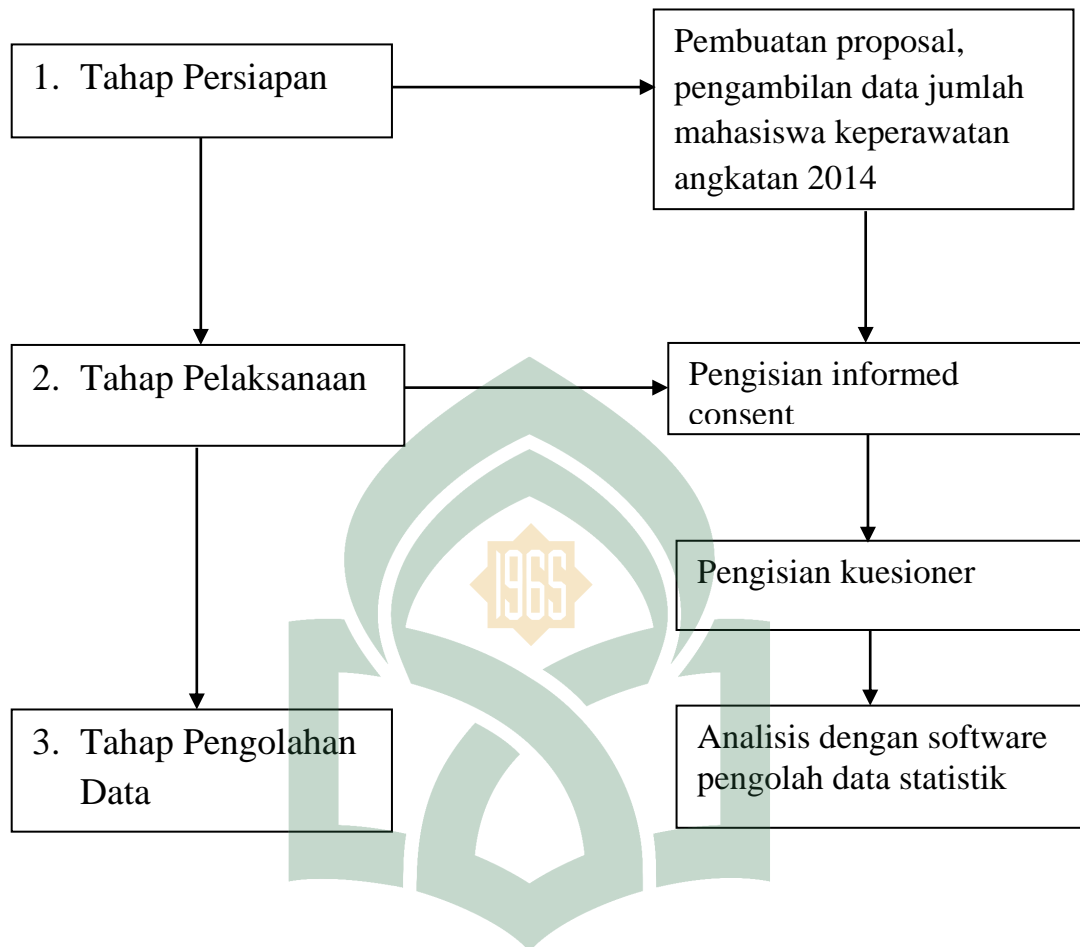 1. Tahap Persiapan
Pembuatan proposal,
pengambilan data jumlah
mahasiswa keperawatan
angkatan 2014
2. Tahap Pelaksanaan
Pengisian informed
consent
1965
Pengisian kuesioner
3. Tahap Pengolahan
Data
Analisis dengan software
pengolah data statistik